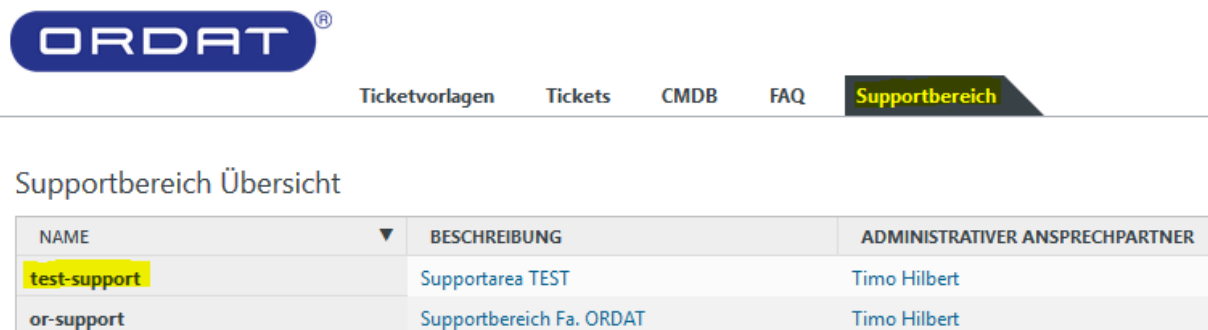 ORDAT®
Ticketvorlagen Tickets CMDB FAQ Supportbereich
Supportbereich Übersicht
NAME ▼ BESCHREIBUNG ADMINISTRATIVER ANSPRECHPARTNER
test-support Supportarea TEST Timo Hilbert
or-support Supportbereich Fa. ORDAT Timo Hilbert